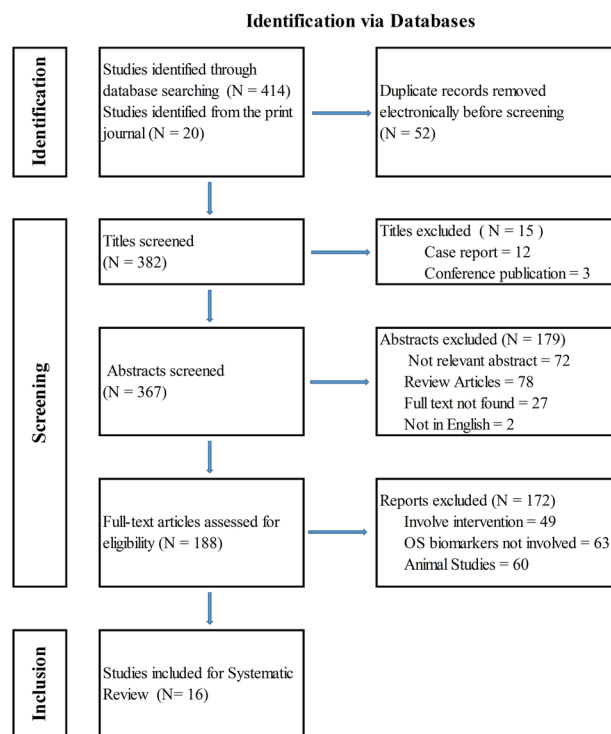 Identification via Databases
Identification
Studies identified through
database searching (N = 414)
Studies identified from the print
journal (N = 20)
Duplicate records removed
electronically before screening
(N = 52)
Screening
Titles screened
(N = 382)
Titles excluded ( N = 15 )
Case report = 12
Conference publication = 3
Abstracts screened
(N = 367)
Abstracts excluded (N = 179)
Not relevant abstract = 72
Review Articles = 78
Full text not found = 27
Not in English = 2
Full-text articles assessed for
eligibility (N = 188)
Reports excluded (N = 172)
Involve intervention = 49
OS biomarkers not involved = 63
Animal Studies = 60
Inclusion
Studies included for Systematic
Review (N= 16)